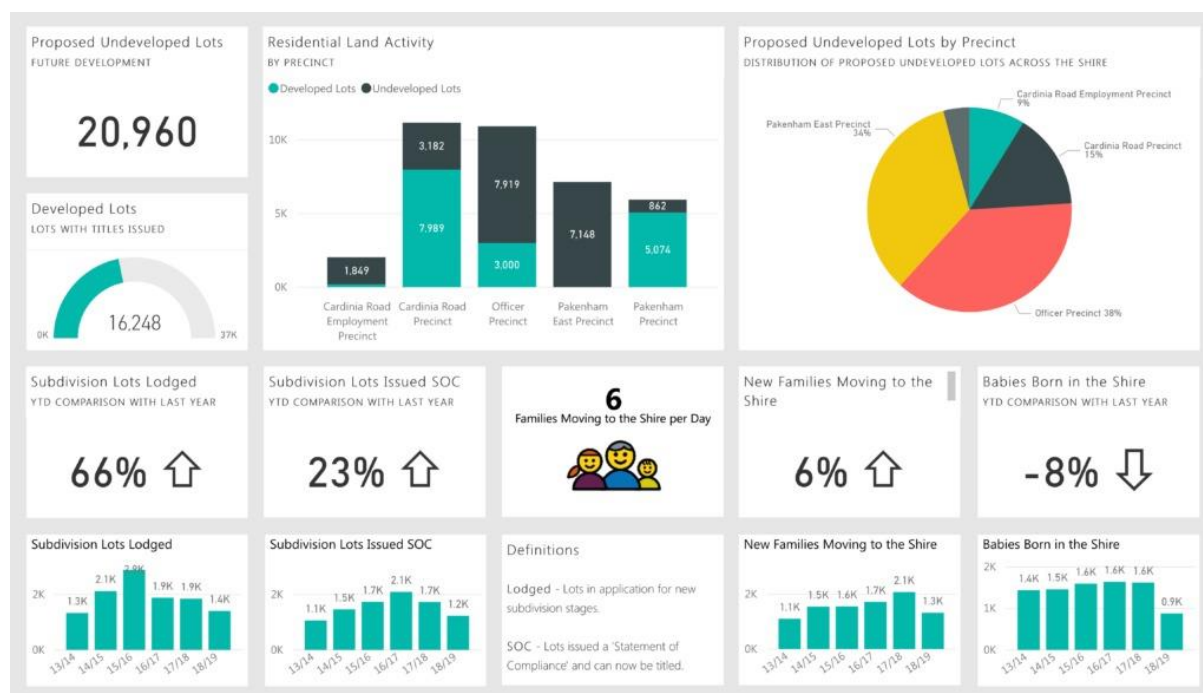 Proposed Undeveloped Lots
FUTURE DEVELOPMENT
20,960
Developed Lots
LOTS WITH TITLES ISSUED
16,248
0K
37K
Residential Land Activity
BY PRECINCT
Developed Lots Undeveloped Lots
10K
5K
0K
1,849
3,182
7,989
7,919
3,000
7,148
862
5,074
Cardinia Road
Employment
Precinct
Cardinia Road
Precinct
Officer
Precinct
Pakenham
East Precinct
Pakenham
Precinct
Proposed Undeveloped Lots by Precinct
DISTRIBUTION OF PROPOSED UNDEVELOPED LOTS ACROSS THE SHIRE
Cardinia Road Employment Precinct
9%
Pakenham East Precinct
34%
Cardinia Road Precinct
15%
Officer Precinct 38%
Subdivision Lots Lodged
YTD COMPARISON WITH LAST YEAR
66%
Subdivision Lots Issued SOC
YTD COMPARISON WITH LAST YEAR
23%
6
Families Moving to the Shire per Day
New Families Moving to the
Shire
6%
Babies Born in the Shire
YTD COMPARISON WITH LAST YEAR
-8%
Subdivision Lots Lodged
2K
0K
1.3K
2.1K
2.9K
1.9K
1.9K
1.4K
13/14
14/15
15/16
16/17
17/18
18/19
Subdivision Lots Issued SOC
2K
0K
1.1K
1.5K
1.7K
2.1K
1.7K
1.2K
13/14
14/15
15/16
16/17
17/18
18/19
Definitions
Lodged - Lots in application for new
subdivision stages.
SOC - Lots issued a 'Statement of
Compliance' and can now be titled.
New Families Moving to the Shire
2K
0K
1.1K
1.5K
1.6K
1.7K
2.1K
1.3K
13/14
14/15
15/16
16/17
17/18
18/19
Babies Born in the Shire
2K
1K
0K
1.4K
1.5K
1.6K
1.6K
1.6K
0.9K
13/14
14/15
15/16
16/17
17/18
18/19